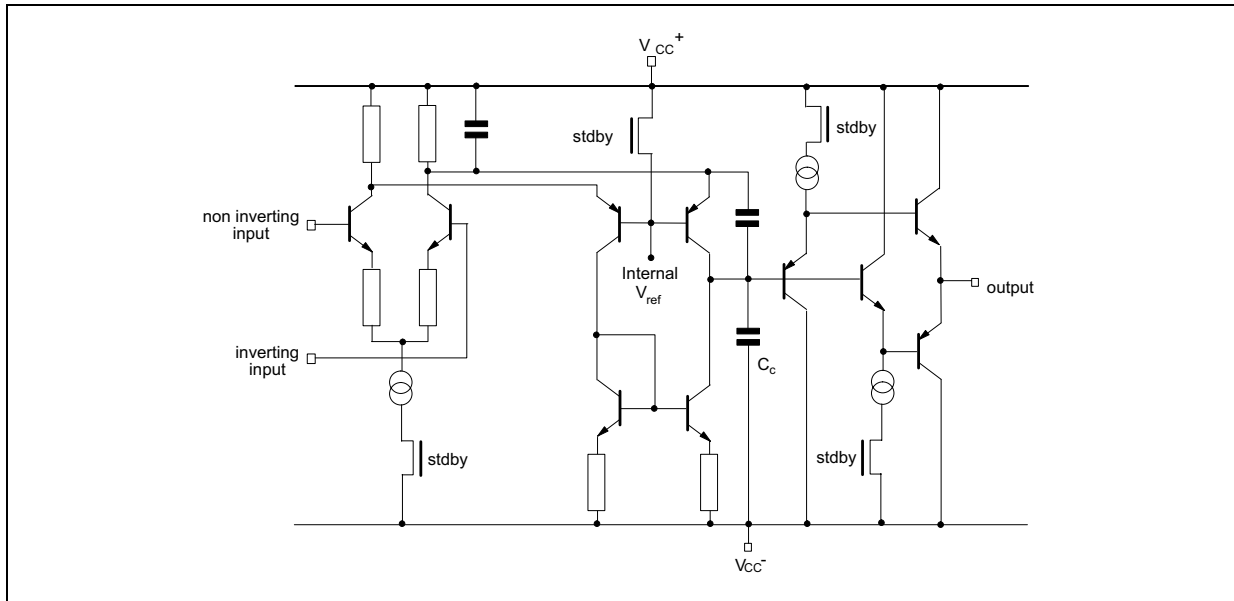 V CC +
stdby
stdby
non inverting
input
Internal
Vref
output
inverting
input
Cc
stdby
stdby
VCC-